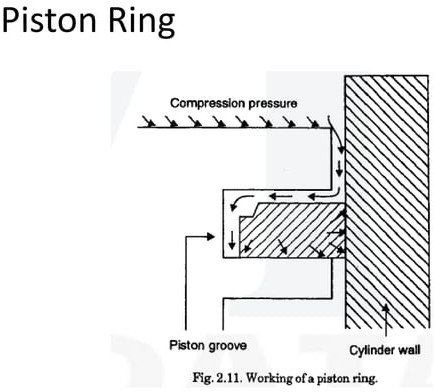 Piston Ring
Compression pressure
Piston groove
Cylinder wall
Fig. 2.11. Working of a piston ring.